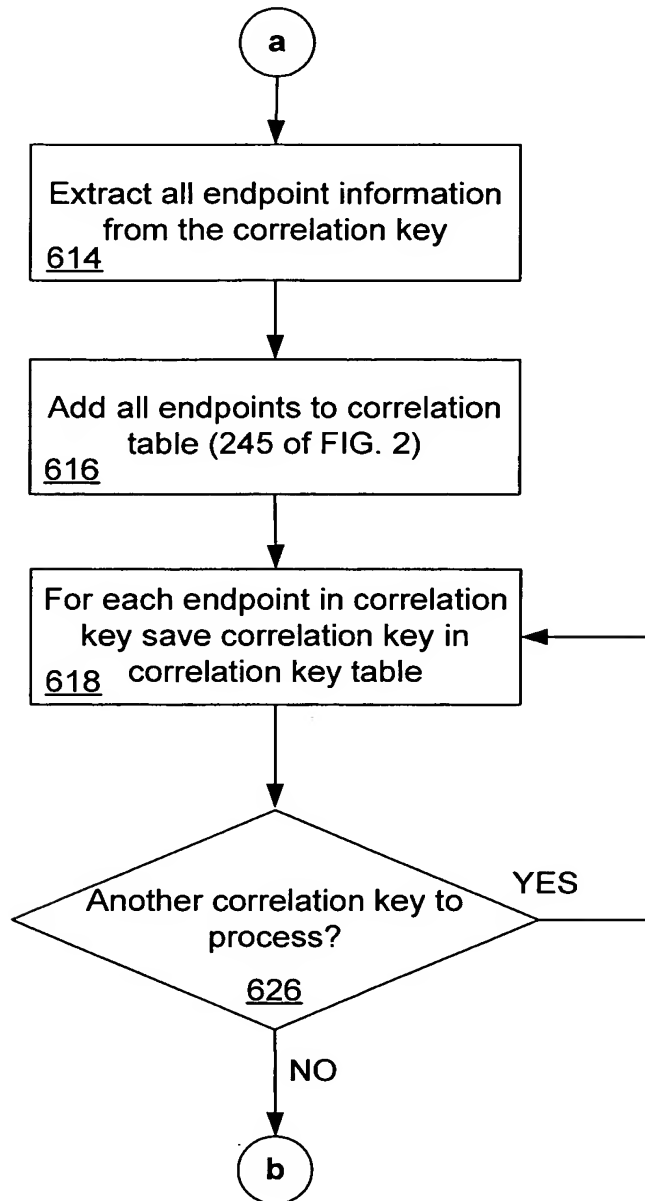 a
Extract all endpoint information
from the correlation key
614
Add all endpoints to correlation
table (245 of FIG. 2)
616
For each endpoint in correlation
key save correlation key in
correlation key table
618
Another correlation key to
process?
626
YES
NO
b